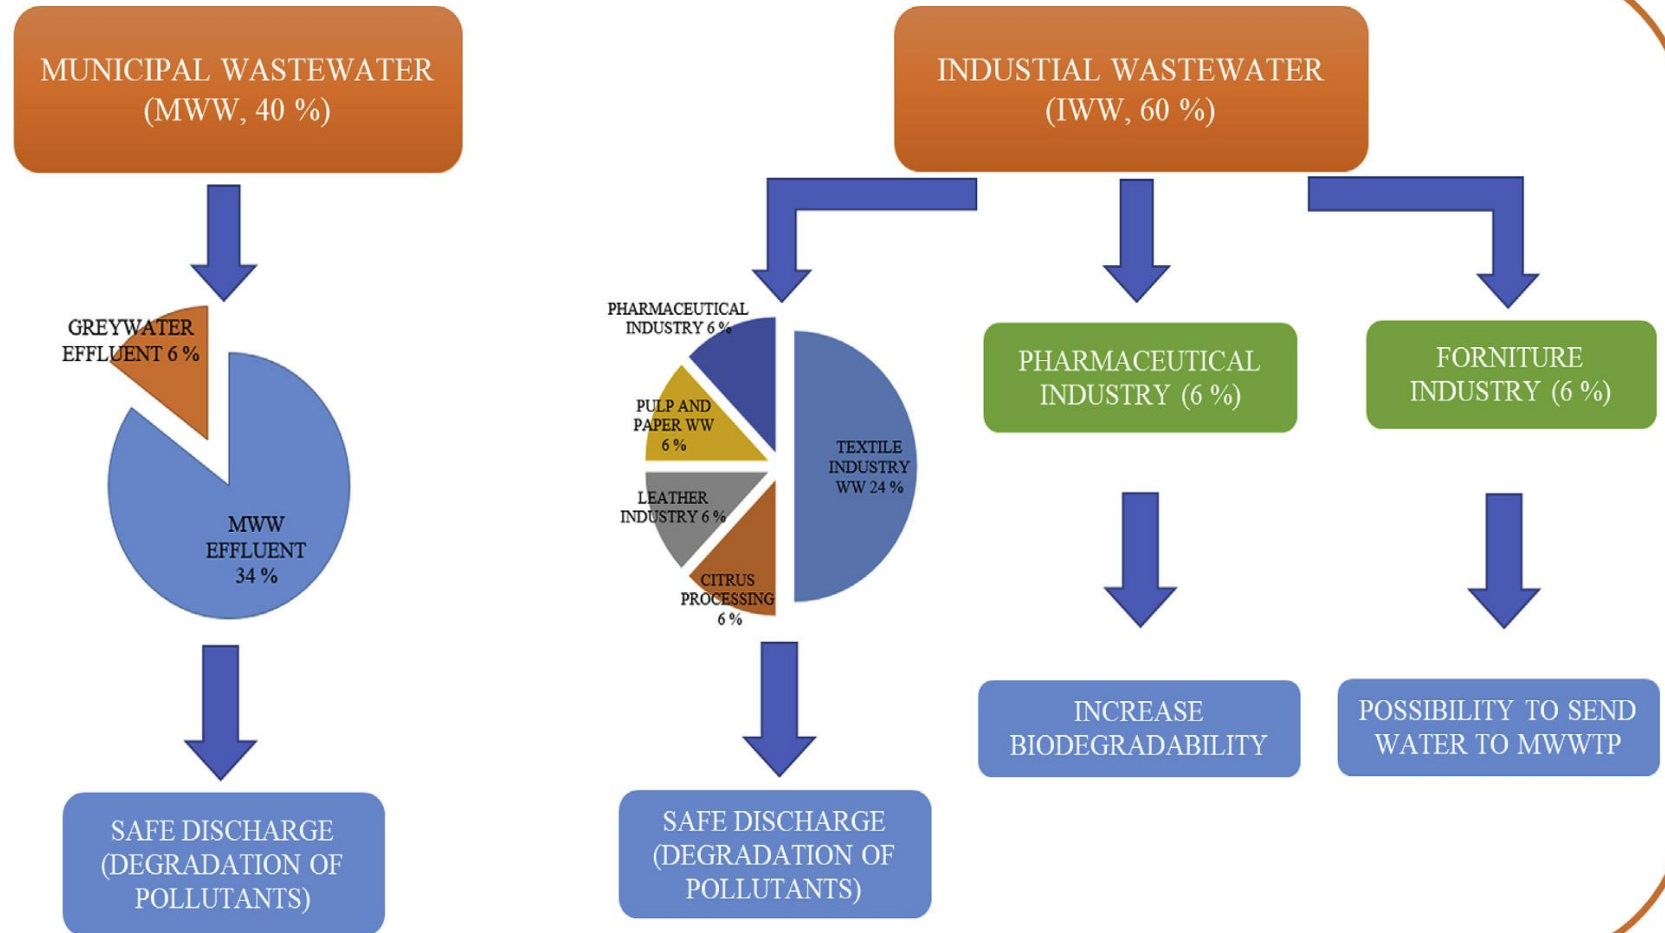 MUNICIPAL WASTEWATER
(MWW, 40 %)
INDUSTIAL WASTEWATER
(IWW, 60 %)
GREYWATER
EFFLUENT 6 %
MWW
EFFLUENT
34 %
PHARMACEUTICAL
INDUSTRY 6 %
PULP AND
PAPER WW
6 %
LEATHER
INDUSTRY 6 %
CITRUS
PROCESSING
6 %
TEXTILE
INDUSTRY
WW 24 %
PHARMACEUTICAL
INDUSTRY (6 %)
FORNITURE
INDUSTRY (6 %)
SAFE DISCHARGE
(DEGRADATION OF
POLLUTANTS)
SAFE DISCHARGE
(DEGRADATION OF
POLLUTANTS)
INCREASE
BIODEGRADABILITY
POSSIBILITY TO SEND
WATER TO MWWTP